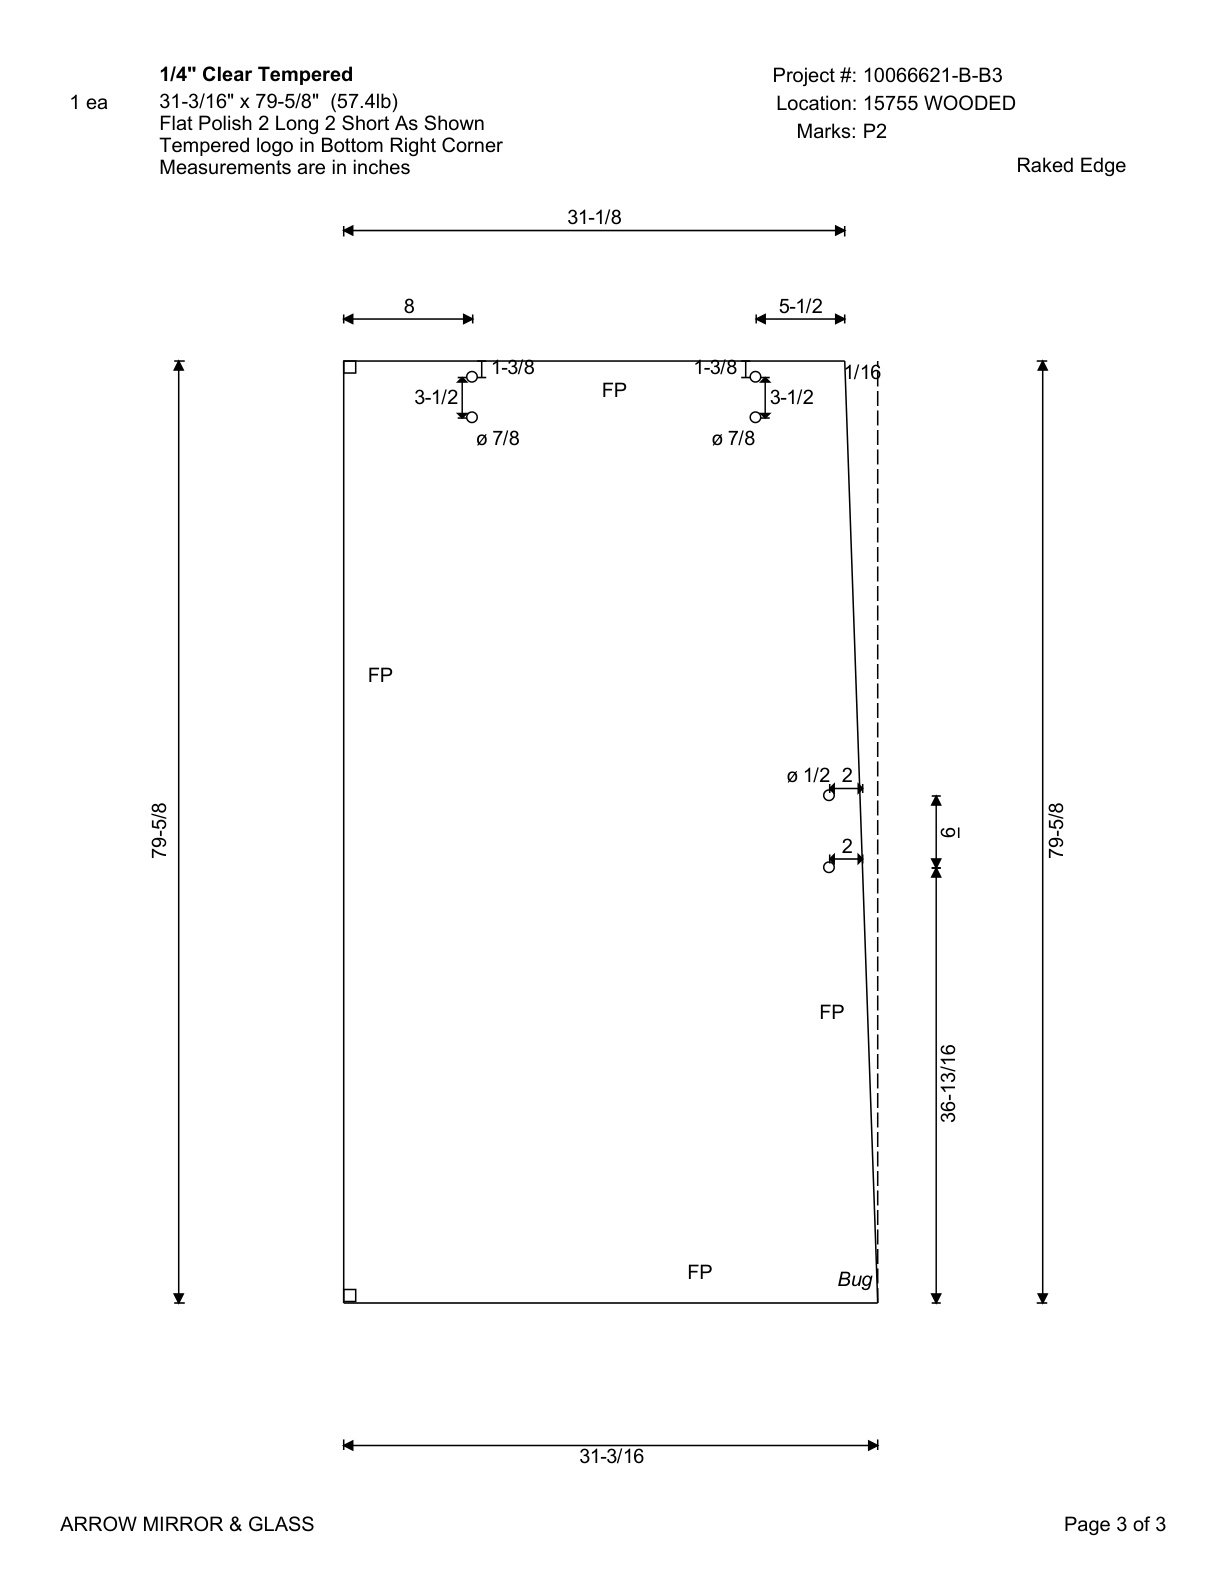 1/4" Clear Tempered
Project #: 10066621-B-B3
1 ea
31-3/16" x 79-5/8" (57.4lb)
Location: 15755 WOODED
Flat Polish 2 Long 2 Short As Shown
Marks: P2
Tempered logo in Bottom Right Corner
Measurements are in inches
Raked Edge
31-1/8
8
5-1/2
1-3/8
1-3/8
1/16
FP
3-1/2
3-1/2
ø 7/8
ø 7/8
FP
ø 1/2
2
79-5/8
6
79-5/8
2
FP
36-13/16
FP
Bug
31-3/16
ARROW MIRROR & GLASS
Page 3 of 3